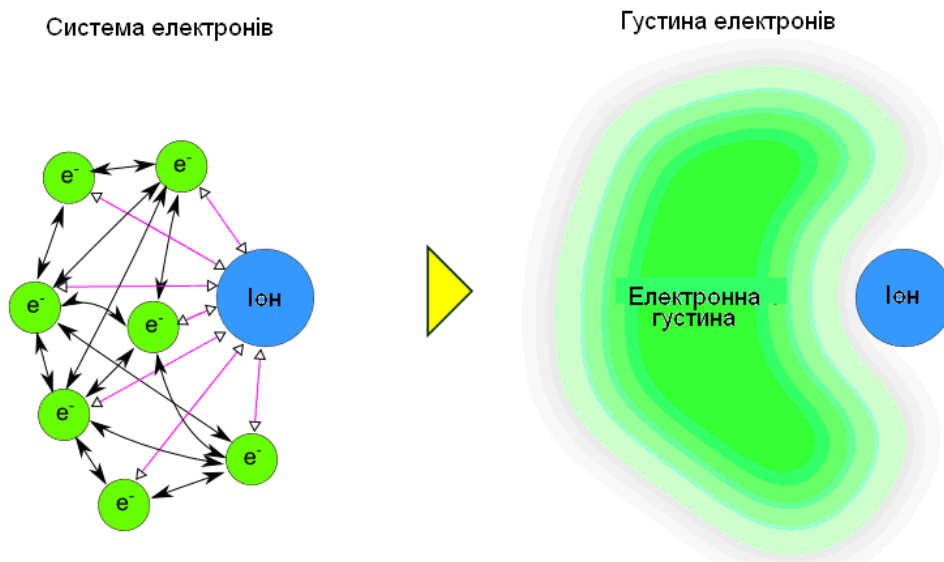 Система електронів
Густина електронів
e-
e-
e-
e-
e-
e-
e-
Іон
Електронна
густина
Іон